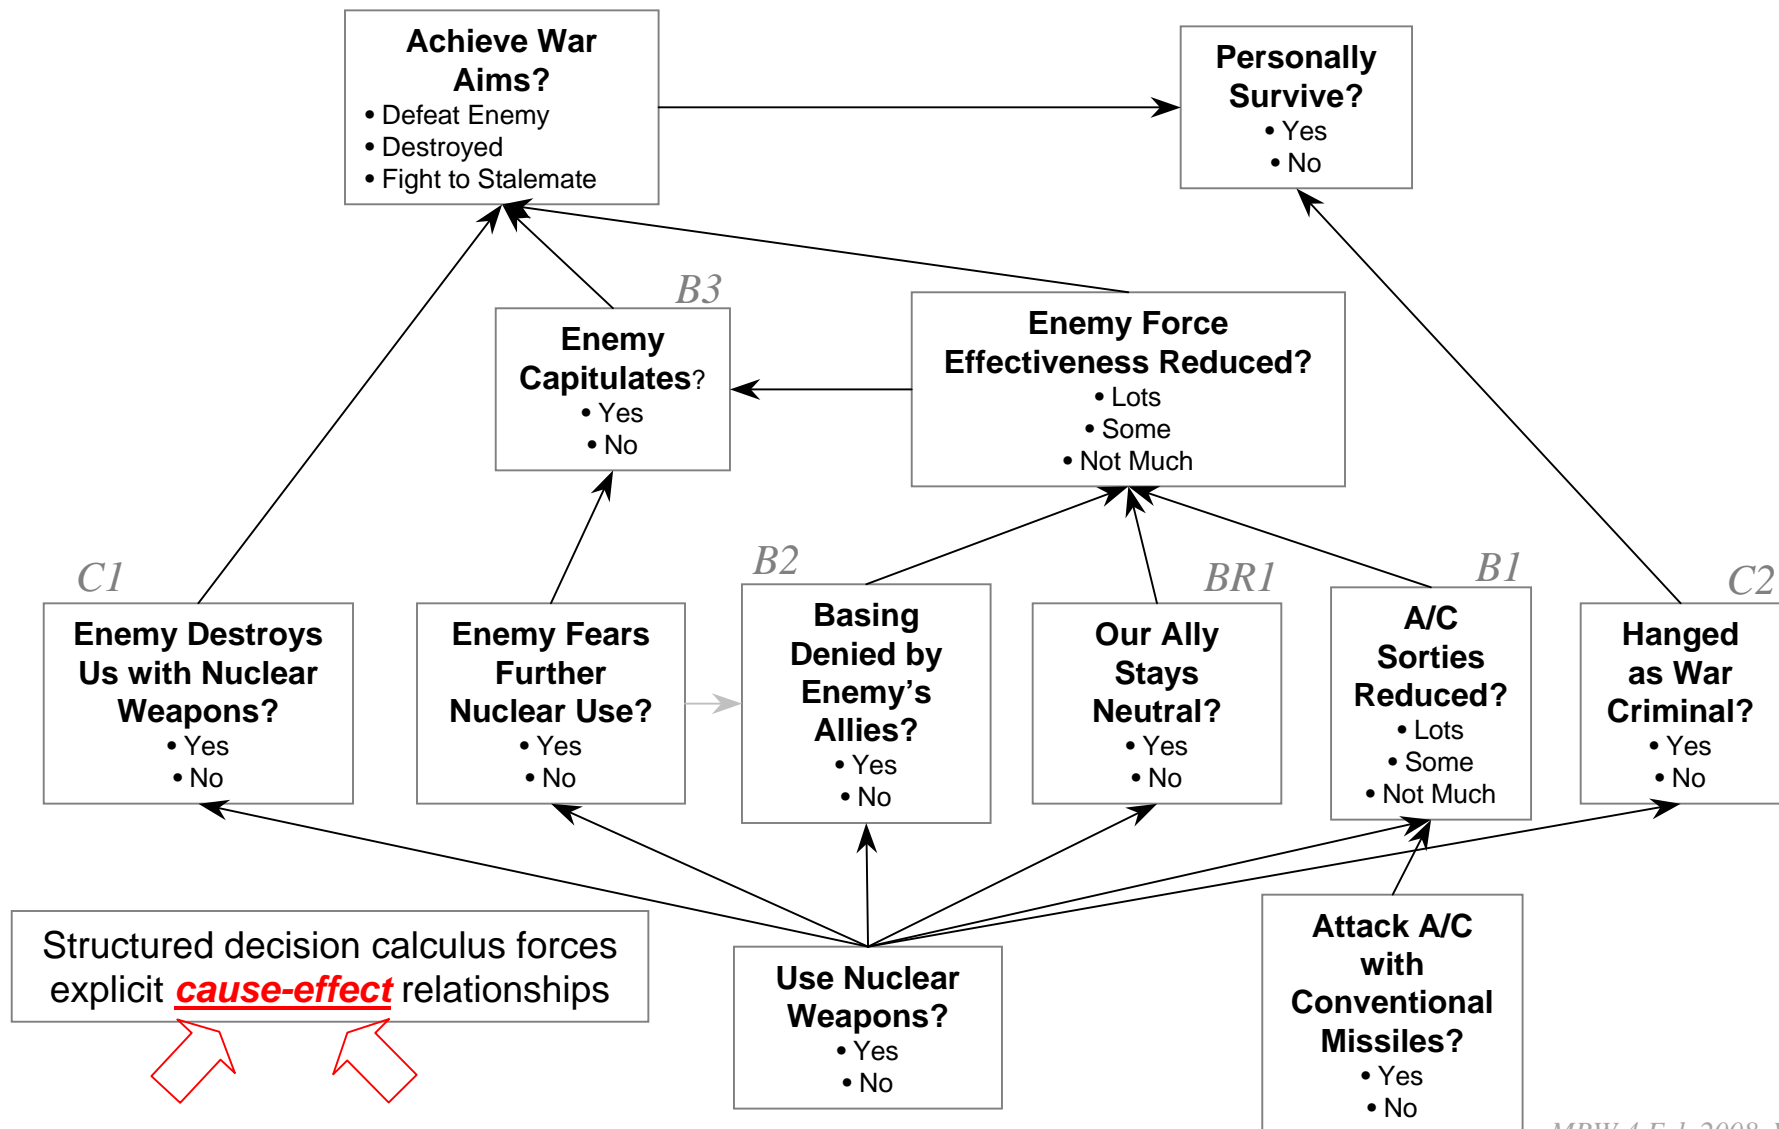 Achieve War
Aims?
• Defeat Enemy
• Destroyed
• Fight to Stalemate
Personally
Survive?
• Yes
• No
B3
Enemy
Capitulates?
• Yes
• No
Enemy Force
Effectiveness Reduced?
• Lots
• Some
• Not Much
C1
Enemy Destroys
Us with Nuclear
Weapons?
• Yes
• No
Enemy Fears
Further
Nuclear Use?
• Yes
• No
B2
Basing
Denied by
Enemy's
Allies?
• Yes
• No
BR1
Our Ally
Stays
Neutral?
• Yes
• No
B1
A/C
Sorties
Reduced?
• Lots
• Some
• Not Much
C2
Hanged
as War
Criminal?
• Yes
• No
Structured decision calculus forces
explicit cause-effect relationships
Use Nuclear
Weapons?
• Yes
• No
Attack A/C
with
Conventional
Missiles?
• Yes
• No